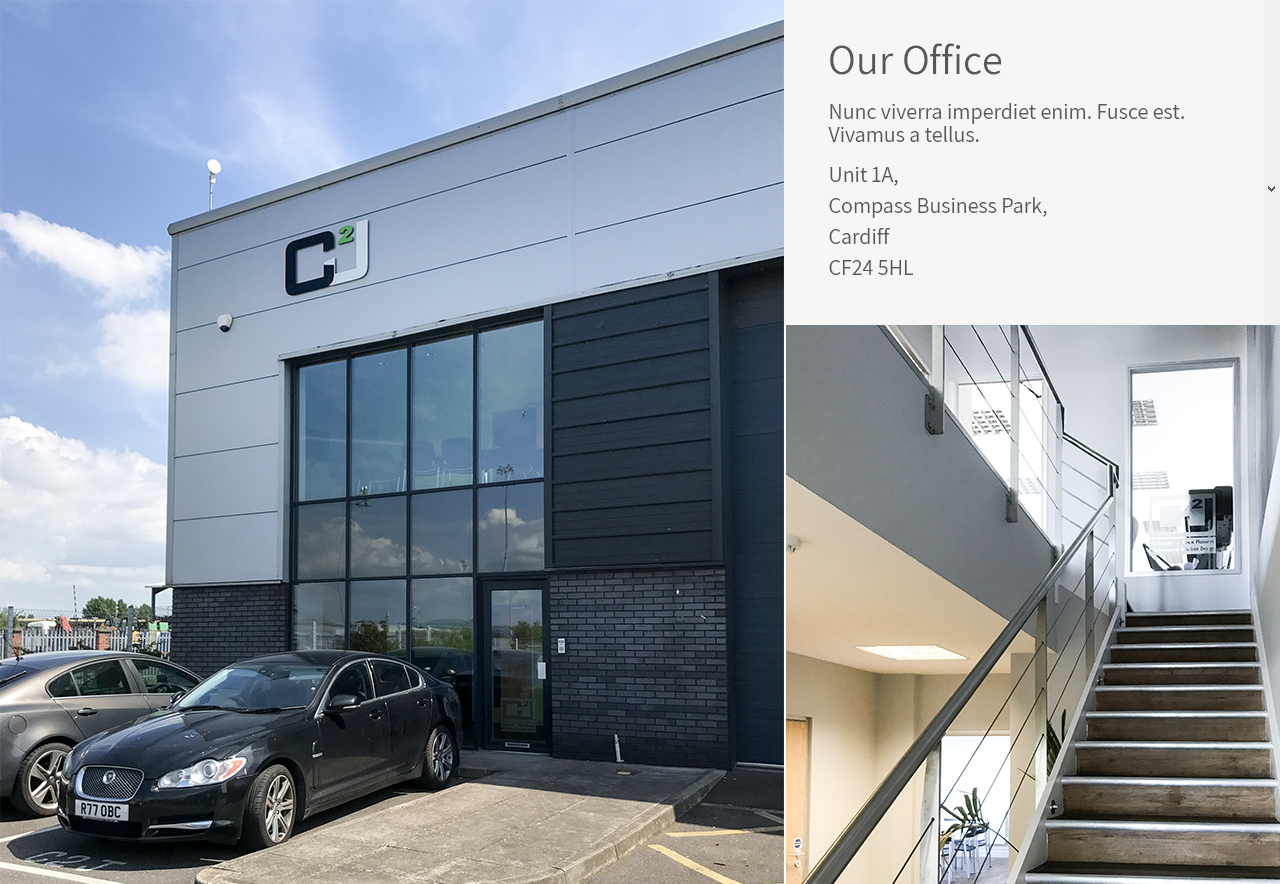 C2J
Our Office
Nunc viverra imperdiet enim. Fusce est.
Vivamus a tellus.
Unit 1A,
Compass Business Park,
Cardiff
CF24 5HL
R77 OBC